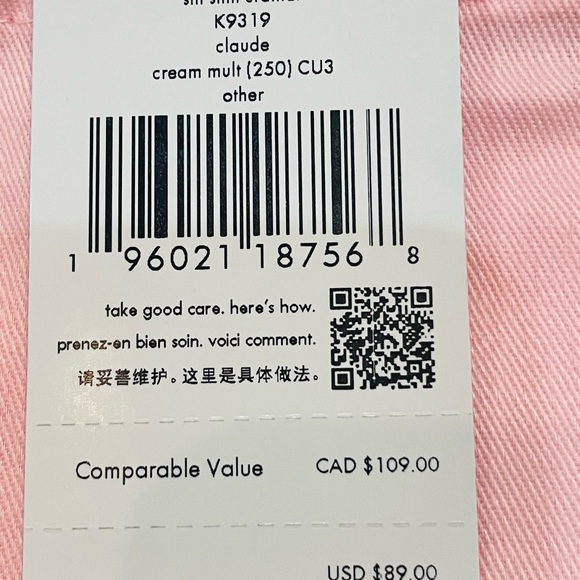 K9319
claude
cream mult (250) CU3
other
1 96021 18756 8
take good care. here's how.
prenez-en bien soin. voici comment.
请妥善维护。这里是具体做法。
Comparable Value CAD $109.00
USD $89.00